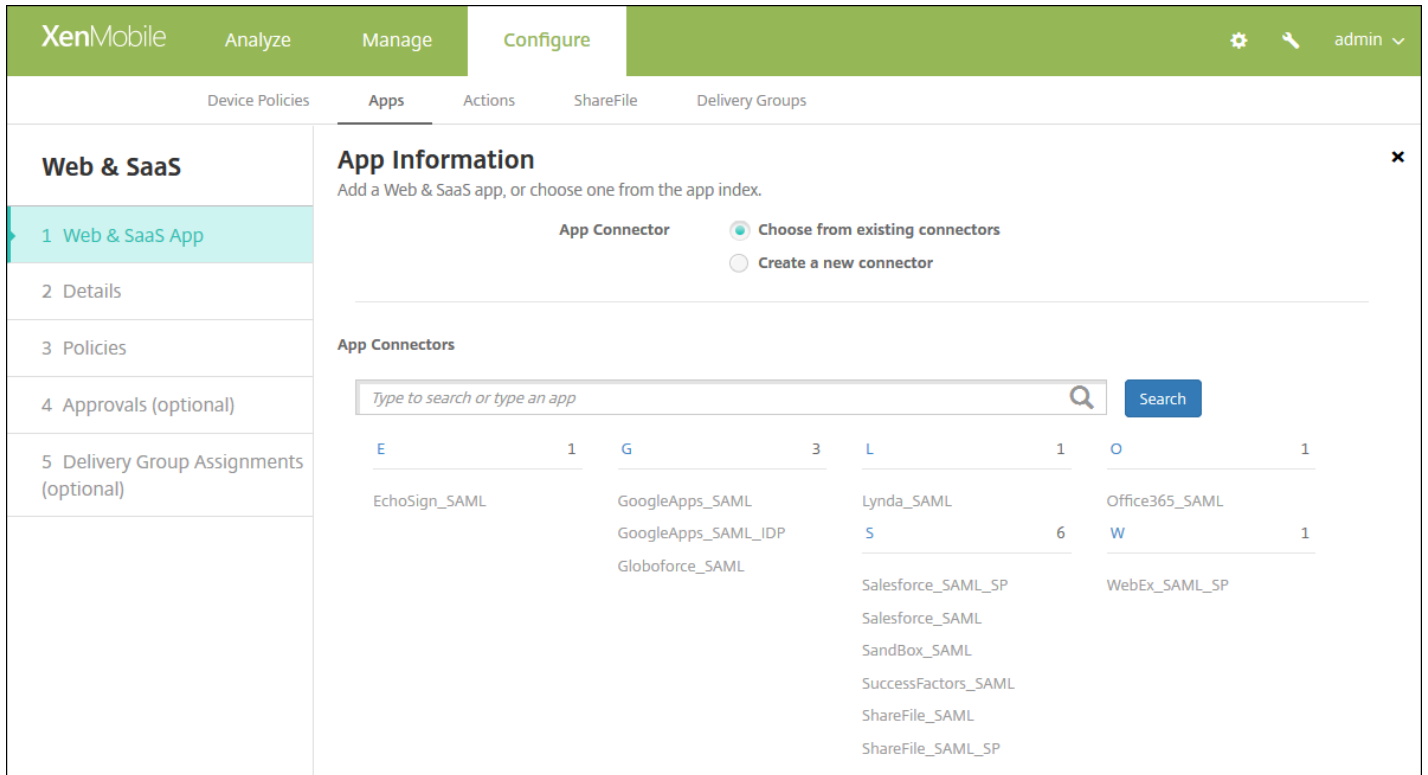 XenMobile Analyze Manage Configure admin
Device Policies Apps Actions ShareFile Delivery Groups
Web & SaaS
1 Web & SaaS App
2 Details
3 Policies
4 Approvals (optional)
5 Delivery Group Assignments
(optional)
App Information
Add a Web & SaaS app, or choose one from the app index.
App Connector Choose from existing connectors
Create a new connector
App Connectors
Type to search or type an app Search
E 1
EchoSign_SAML
G 3
GoogleApps_SAML
GoogleApps_SAML_IDP
Globoforce_SAML
L 1
Lynda_SAML
S 6
Salesforce_SAML_SP
Salesforce_SAML
SandBox_SAML
SuccessFactors_SAML
ShareFile_SAML
ShareFile_SAML_SP
O 1
Office365_SAML
W 1
WebEx_SAML_SP